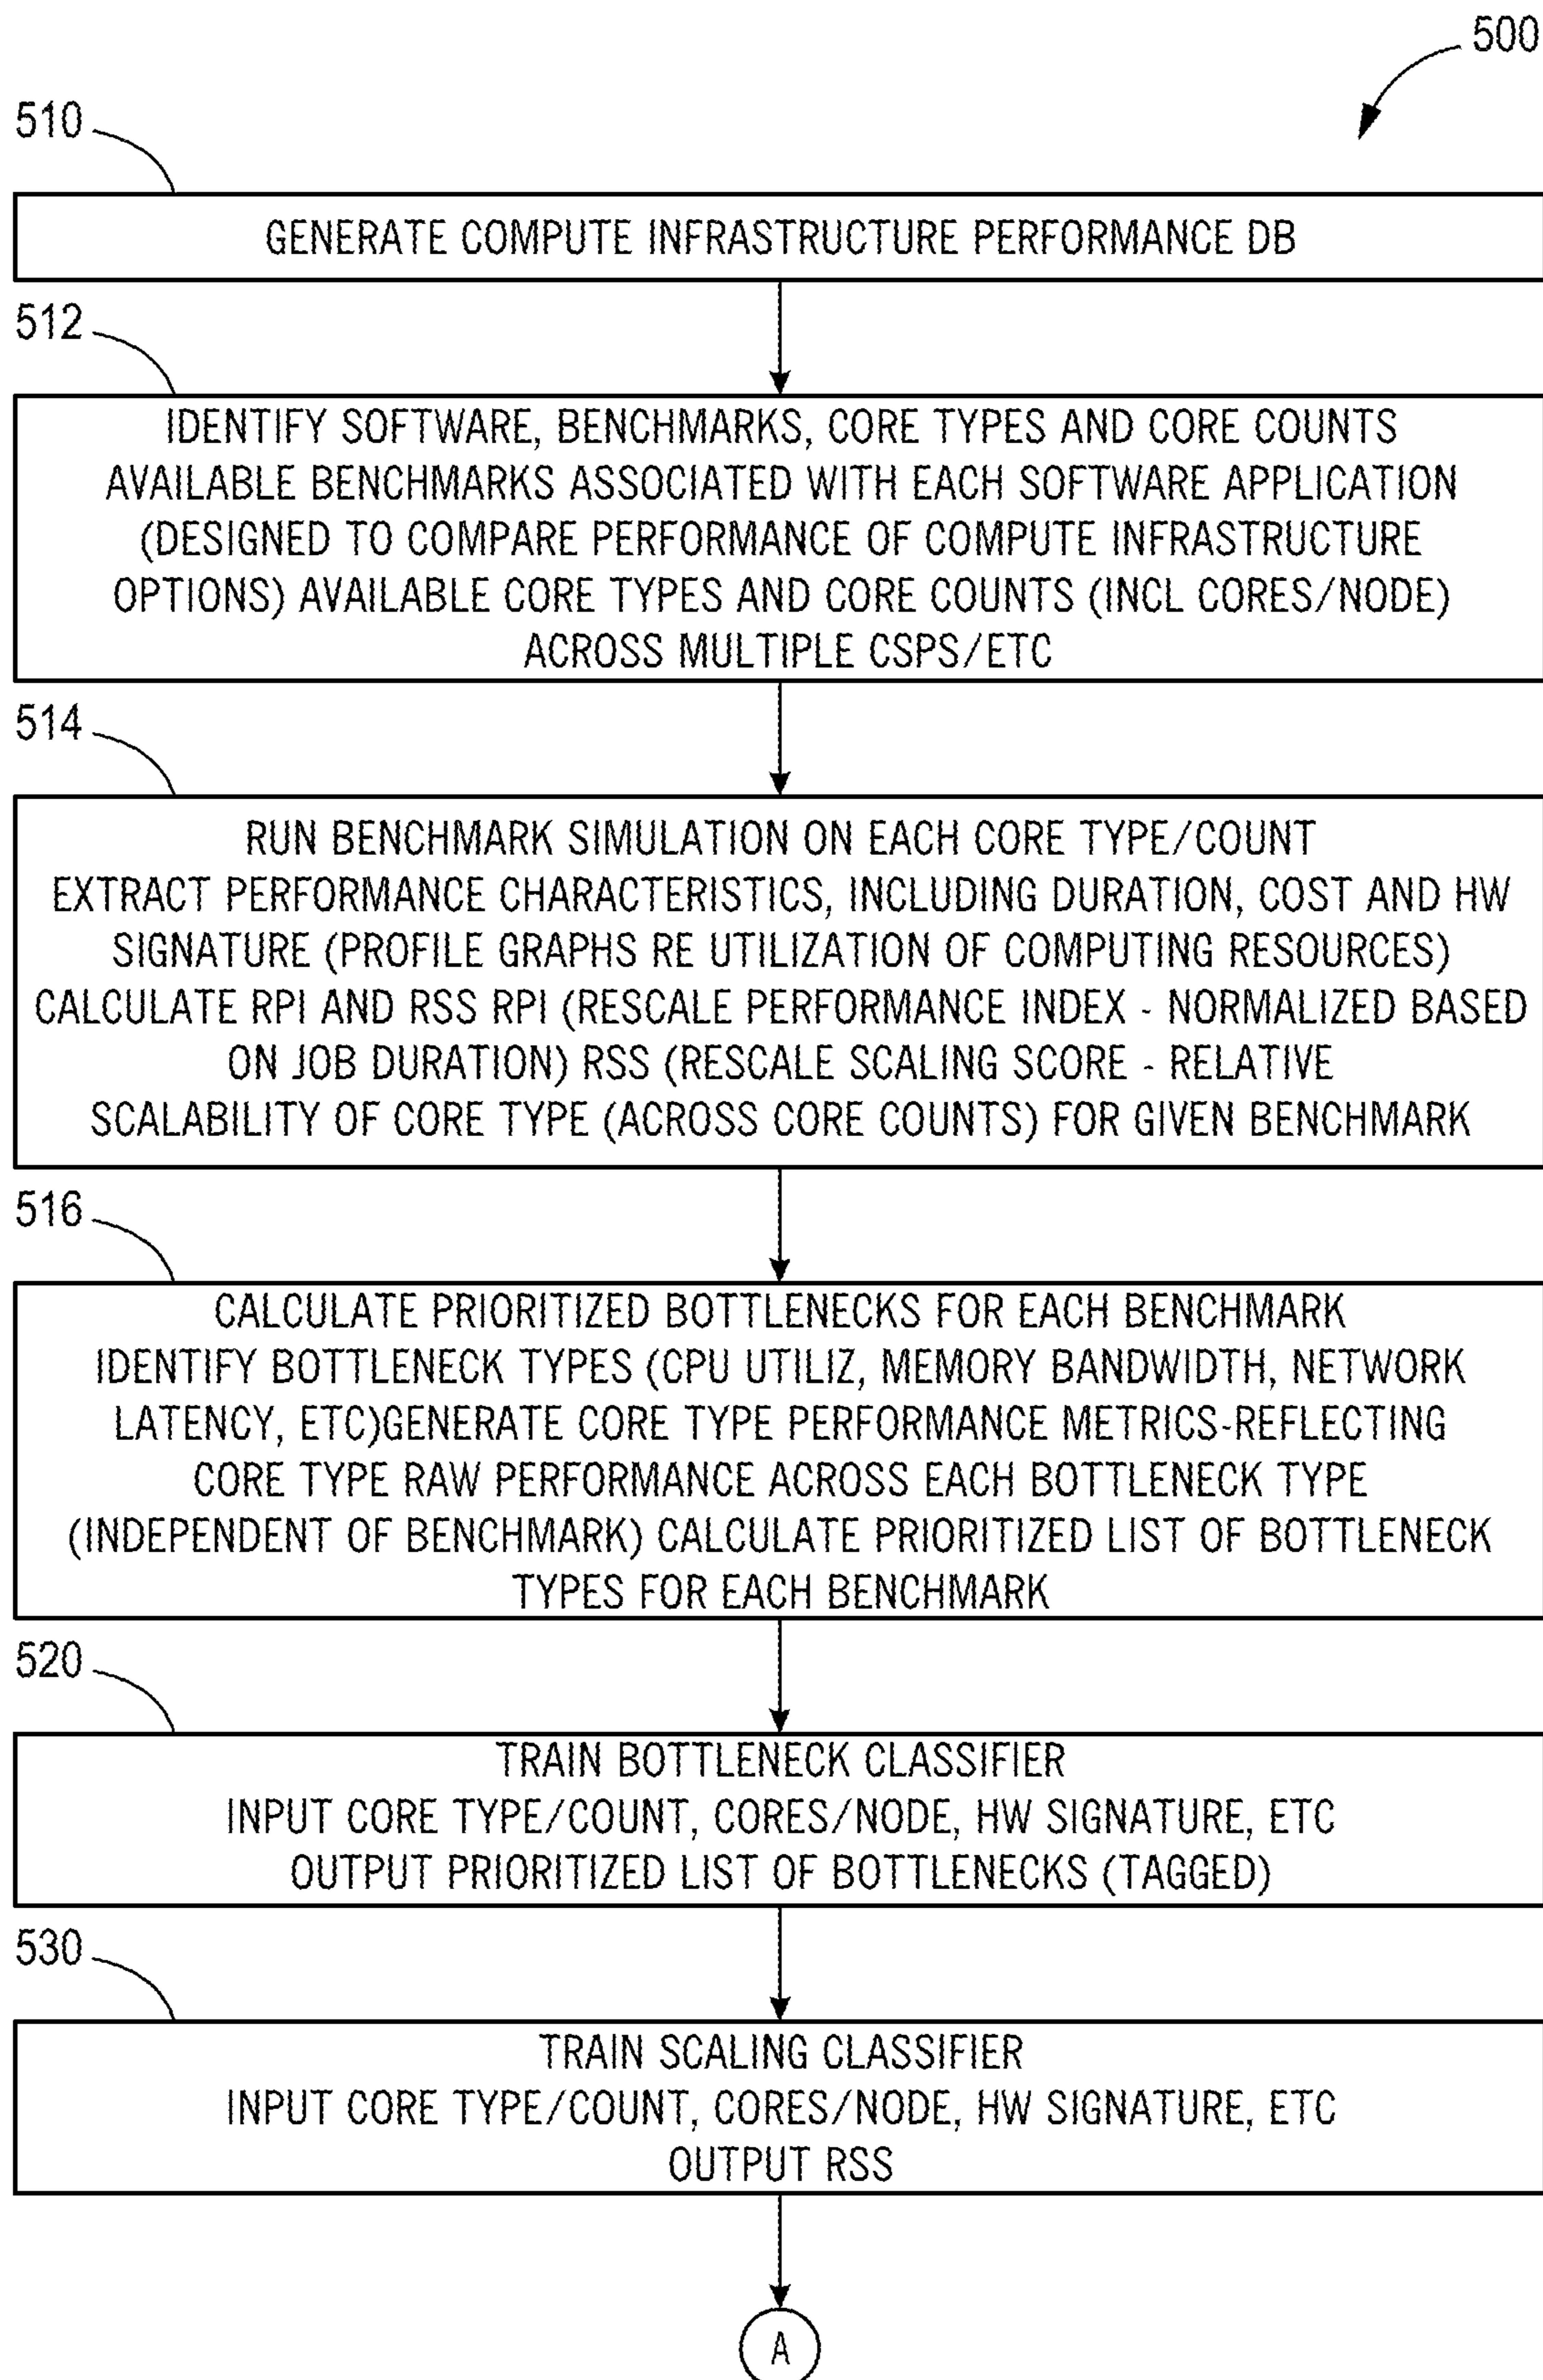 500
510
GENERATE COMPUTE INFRASTRUCTURE PERFORMANCE DB
512
IDENTIFY SOFTWARE, BENCHMARKS, CORE TYPES AND CORE COUNTS
AVAILABLE BENCHMARKS ASSOCIATED WITH EACH SOFTWARE APPLICATION
(DESIGNED TO COMPARE PERFORMANCE OF COMPUTE INFRASTRUCTURE
OPTIONS) AVAILABLE CORE TYPES AND CORE COUNTS (INCL CORES/NODE)
ACROSS MULTIPLE CSPS/ETC
514
RUN BENCHMARK SIMULATION ON EACH CORE TYPE/COUNT
EXTRACT PERFORMANCE CHARACTERISTICS, INCLUDING DURATION, COST AND HW
SIGNATURE (PROFILE GRAPHS RE UTILIZATION OF COMPUTING RESOURCES)
CALCULATE RPI AND RSS RPI (RESCALE PERFORMANCE INDEX - NORMALIZED BASED
ON JOB DURATION) RSS (RESCALE SCALING SCORE - RELATIVE
SCALABILITY OF CORE TYPE (ACROSS CORE COUNTS) FOR GIVEN BENCHMARK
516
CALCULATE PRIORITIZED BOTTLENECKS FOR EACH BENCHMARK
IDENTIFY BOTTLENECK TYPES (CPU UTILIZ, MEMORY BANDWIDTH, NETWORK
LATENCY, ETC)GENERATE CORE TYPE PERFORMANCE METRICS-REFLECTING
CORE TYPE RAW PERFORMANCE ACROSS EACH BOTTLENECK TYPE
(INDEPENDENT OF BENCHMARK) CALCULATE PRIORITIZED LIST OF BOTTLENECK
TYPES FOR EACH BENCHMARK
520
TRAIN BOTTLENECK CLASSIFIER
INPUT CORE TYPE/COUNT, CORES/NODE, HW SIGNATURE, ETC
OUTPUT PRIORITIZED LIST OF BOTTLENECKS (TAGGED)
530
TRAIN SCALING CLASSIFIER
INPUT CORE TYPE/COUNT, CORES/NODE, HW SIGNATURE, ETC
OUTPUT RSS
A